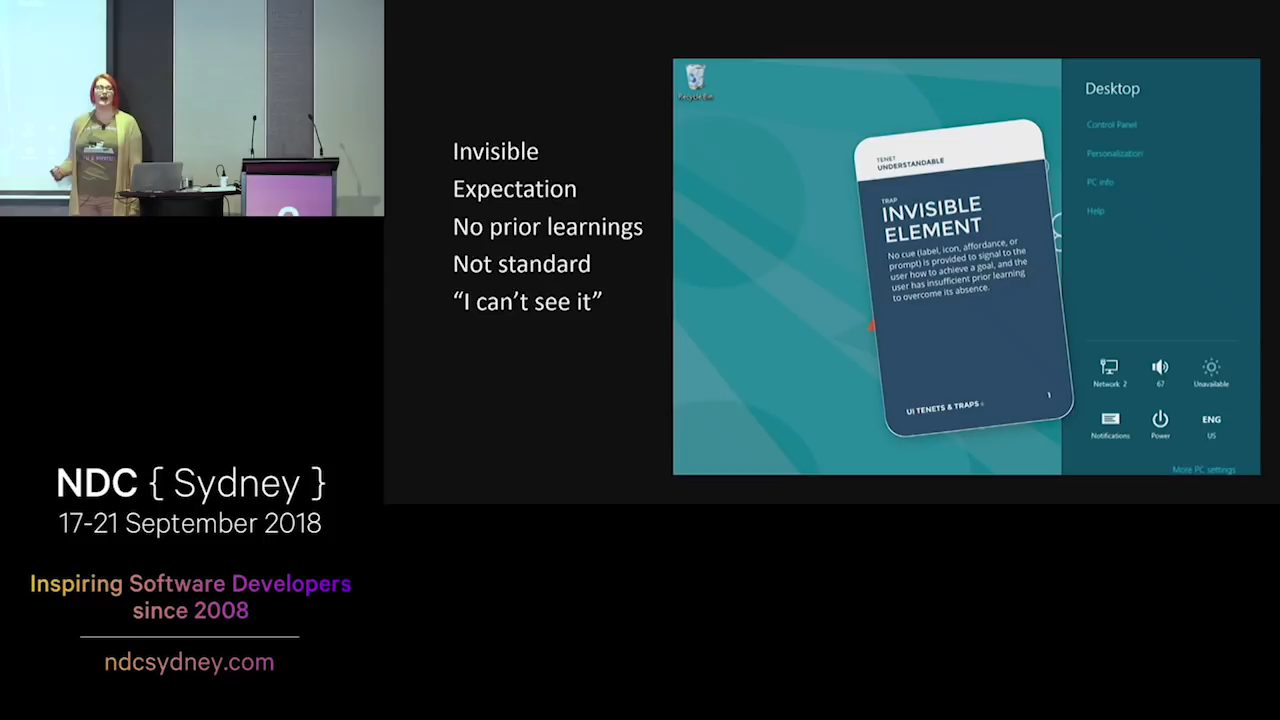 Invisible
Expectation
No prior learnings
Not standard
“I can’t see it”
Recycle Bin
TENET
UNDERSTANDABLE
TRAP
INVISIBLE
ELEMENT
No cue (label, icon, affordance, or
prompt) is provided to signal to the
user how to achieve a goal, and the
user has insufficient prior learning
to overcome its absence.
UI TENETS & TRAPS
1
Desktop
Control Panel
Personalization
PC info
Help
Network 2
67
Unavailable
Notifications
Power
ENG
US
More PC settings
NDC { Sydney }
17-21 September 2018
Inspiring Software Developers
since 2008
ndcsydney.com